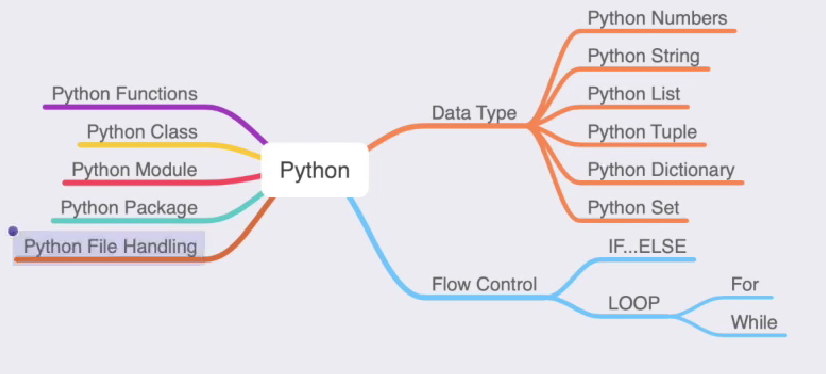 Python
Data Type
Python Numbers
Python String
Python List
Python Tuple
Python Dictionary
Python Set
Flow Control
IF...ELSE
LOOP
For
While
Python Functions
Python Class
Python Module
Python Package
Python File Handling